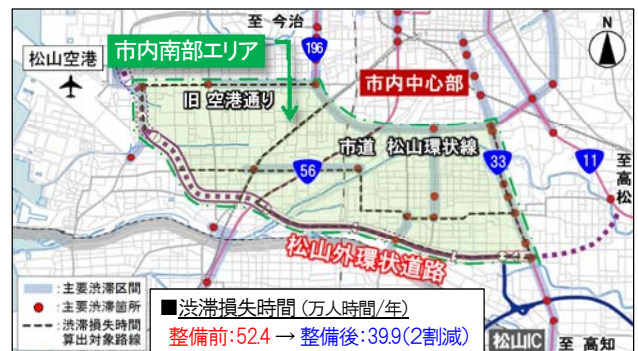 至 今治
N
市内南部エリア
196
松山空港
市内中心部
旧 空港通り
市道 松山環状線
56
33
11
至
高
松
松山外環状道路
:主要渋滞区間
:主要渋滞箇所
:渋滞損失時間
算出対象路線
■渋滞損失時間(万人時間/年)
整備前:52.4 → 整備後:39.9(2割減)
松山IC
至 高知